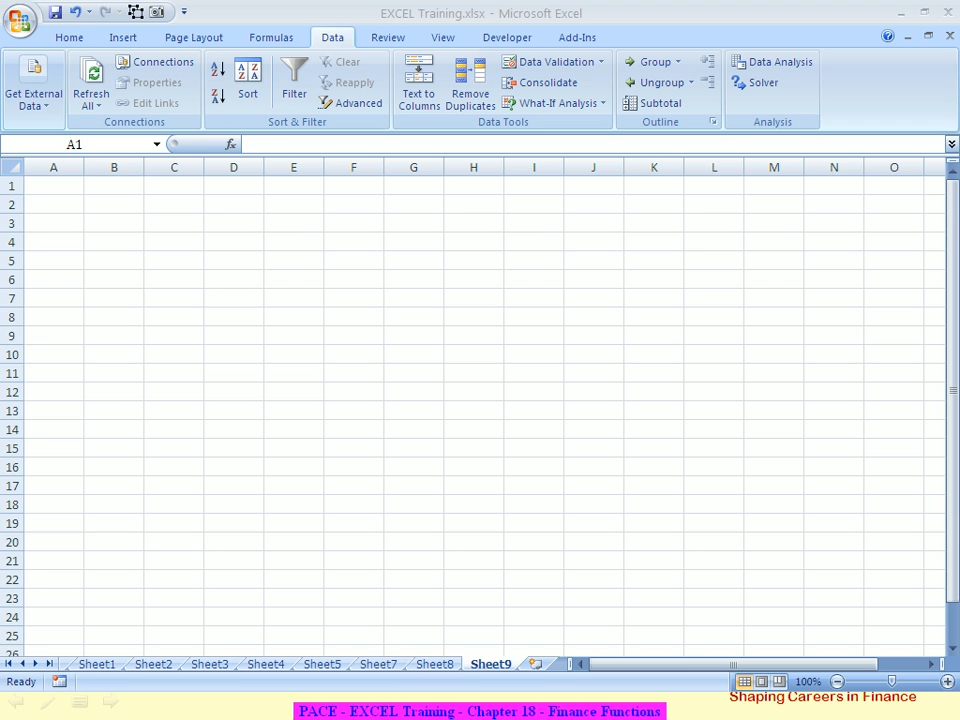 EXCEL Training.xlsx - Microsoft Excel
Home Insert Page Layout Formulas Data Review View Developer Add-Ins
Get External Data
Refresh All
Connections
Properties
Edit Links
Connections
Sort
Filter
Clear
Reapply
Advanced
Sort & Filter
Text to Columns
Remove Duplicates
Data Validation
Consolidate
What-If Analysis
Data Tools
Group
Ungroup
Subtotal
Outline
Data Analysis
Solver
Analysis
A1 fx
A B C D E F G H I J K L M N O
1
2
3
4
5
6
7
8
9
10
11
12
13
14
15
16
17
18
19
20
21
22
23
24
25
26
Sheet1 Sheet2 Sheet3 Sheet4 Sheet5 Sheet7 Sheet8 Sheet9
Ready 100%
Shaping Careers in Finance
PACE - EXCEL Training - Chapter 18 - Finance Functions